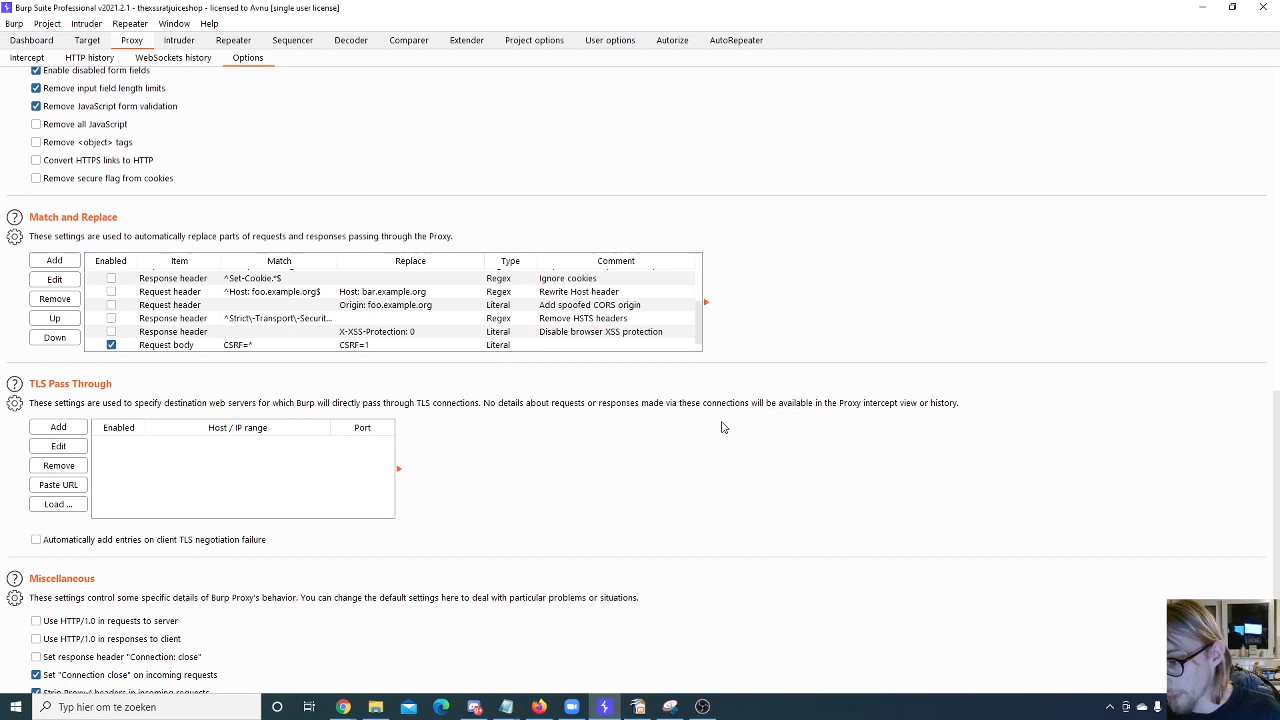 Burp Suite Professional v2021.2.1 - thexssratjuiceshop - licensed to Avnu [single user license]
Burp Project Intruder Repeater Window Help
Dashboard Target Proxy Intruder Repeater Sequencer Decoder Comparer Extender Project options User options Autorize AutoRepeater
Intercept HTTP history WebSockets history Options
Enable disabled form fields
Remove input field length limits
Remove JavaScript form validation
Remove all JavaScript
Remove <object> tags
Convert HTTPS links to HTTP
Remove secure flag from cookies
? Match and Replace
These settings are used to automatically replace parts of requests and responses passing through the Proxy.
Add Enabled Item Match Replace Type Comment
Edit Response header ^Set-Cookie.*$ Regex Ignore cookies
Request header ^Host: foo.example.org$ Host: bar.example.org Regex Rewrite Host header
Remove Request header Origin: foo.example.org Literal Add spoofed CORS origin
Up Response header ^Strict\-Transport\-Securit... Regex Remove HSTS headers
Response header X-XSS-Protection: 0 Literal Disable browser XSS protection
Down Request body CSRF=^ CSRF=1 Literal
? TLS Pass Through
These settings are used to specify destination web servers for which Burp will directly pass through TLS connections. No details about requests or responses made via these connections will be available in the Proxy intercept view or history.
Add Enabled Host / IP range Port
Edit
Remove
Paste URL
Load ...
Automatically add entries on client TLS negotiation failure
? Miscellaneous
These settings control some specific details of Burp Proxy's behavior. You can change the default settings here to deal with particular problems or situations.
Use HTTP/1.0 in requests to server
Use HTTP/1.0 in responses to client
Set response header "Connection: close"
Set "Connection close" on incoming requests
Strip Proxy-* headers in incoming requests
Typ hier om te zoeken